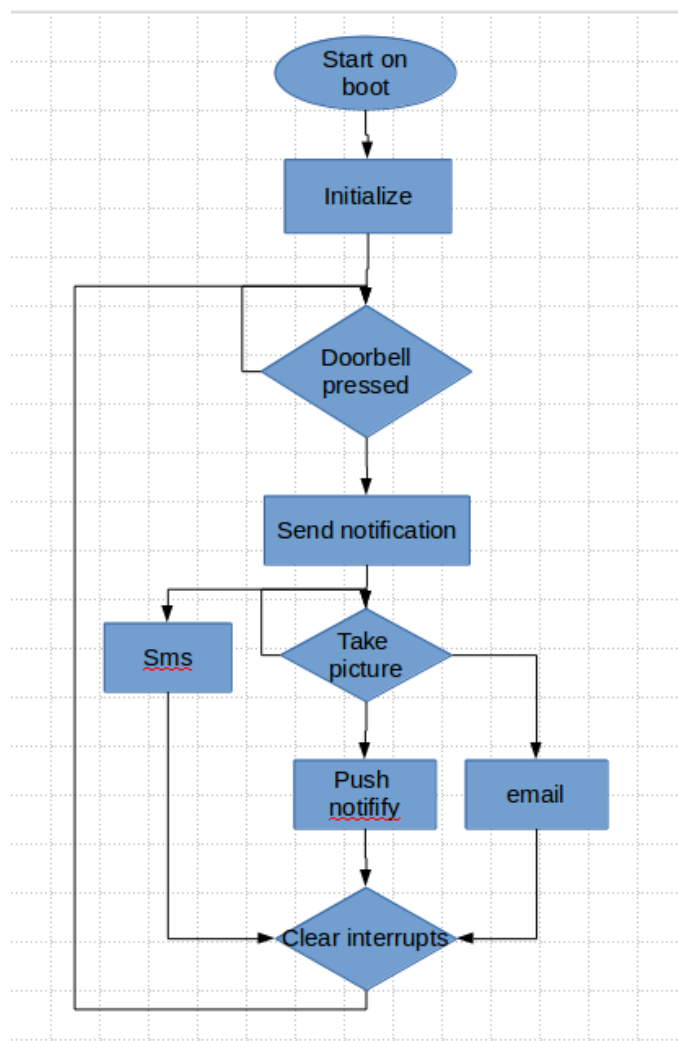 Start on
boot
Initialize
Doorbell
pressed
Send notification
Sms
Take
picture
Push
notifify
email
Clear interrupts